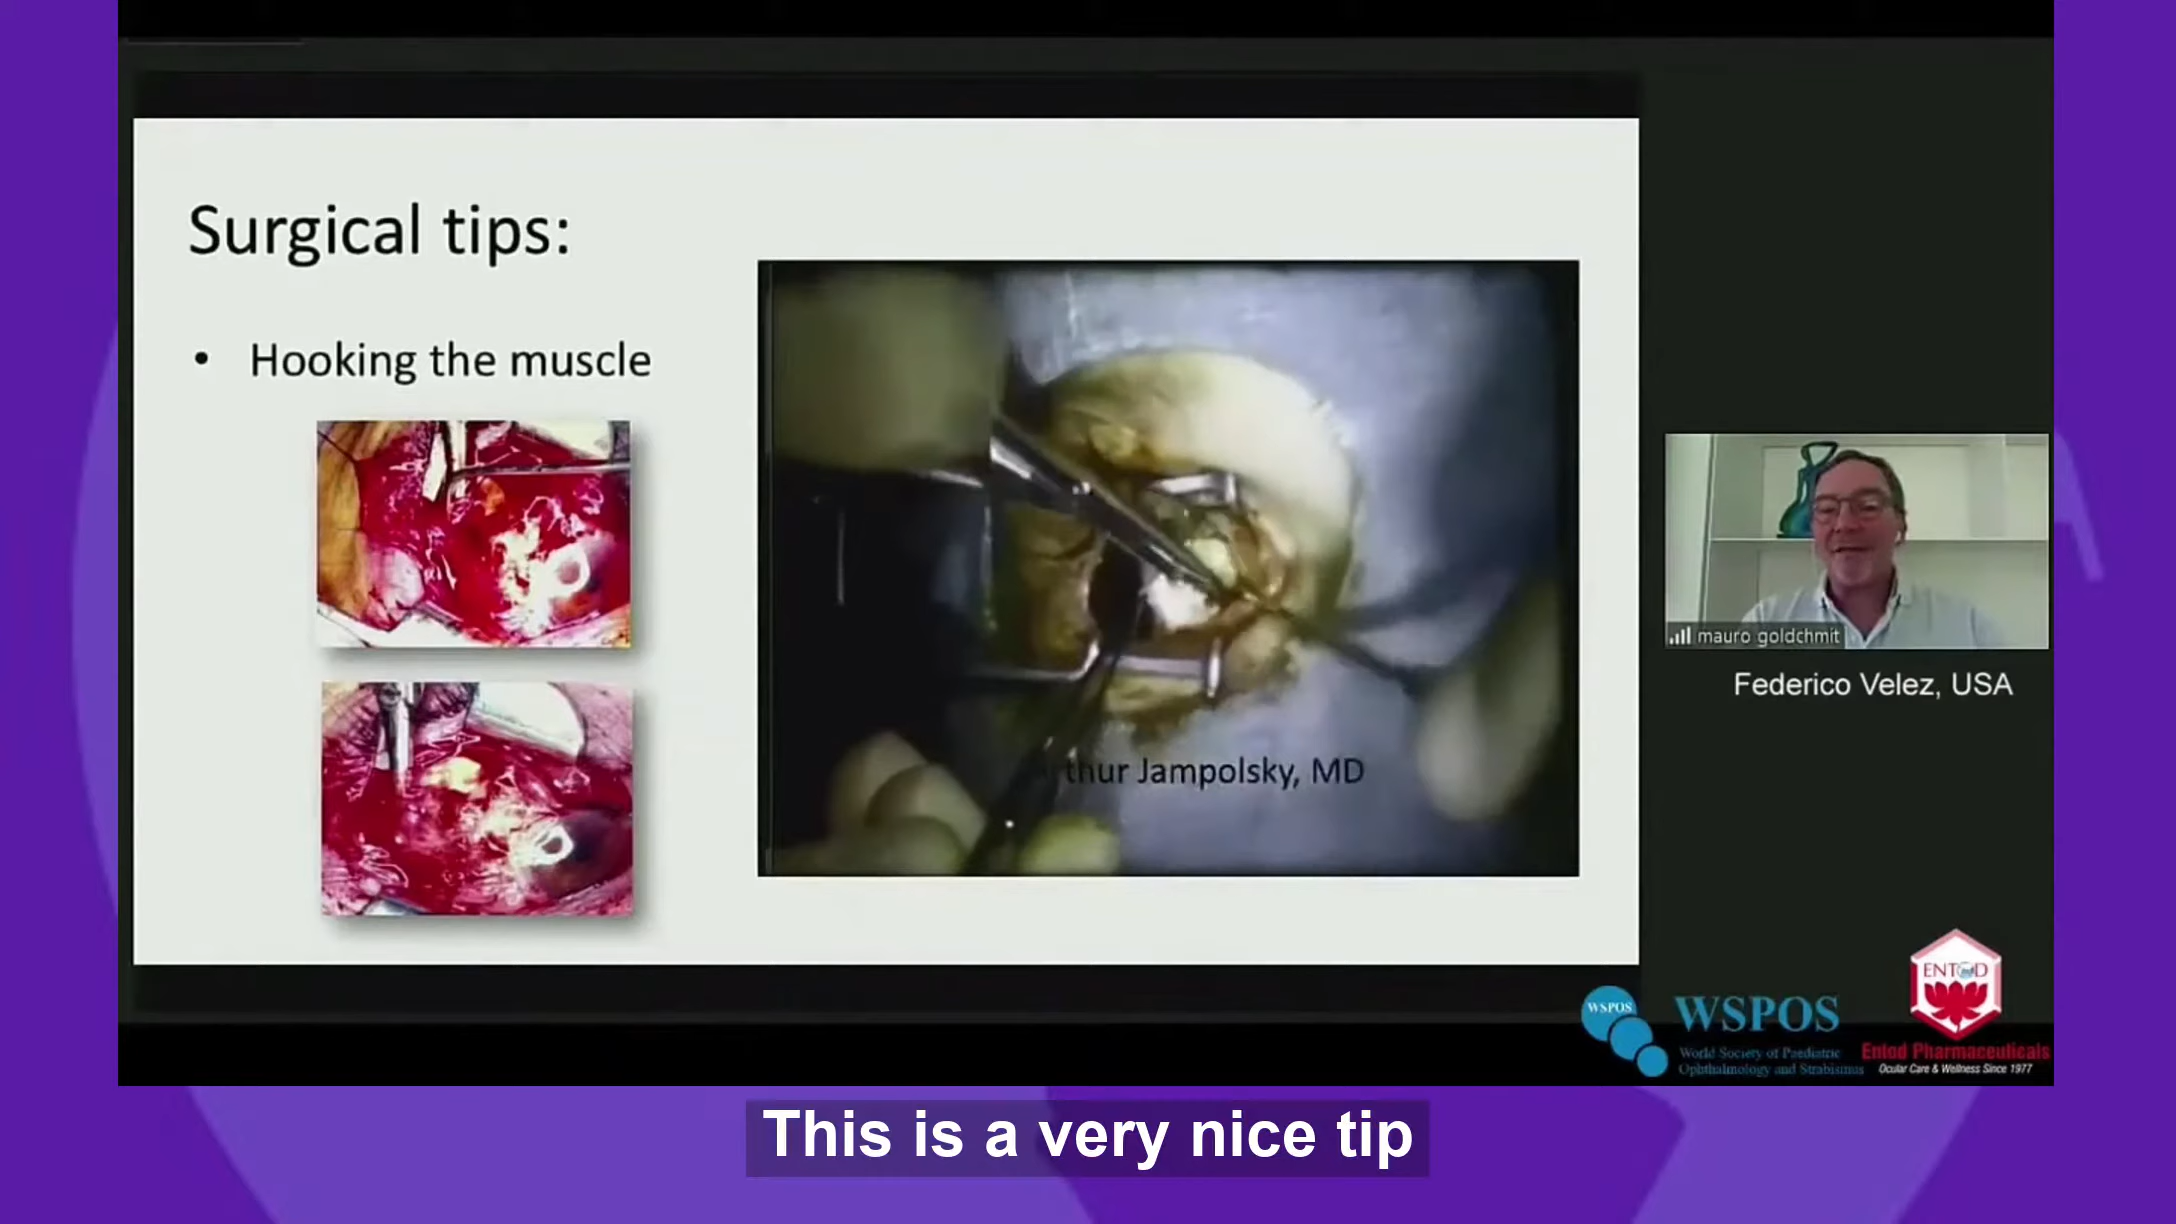 Surgical tips:
• Hooking the muscle
thur Jampolsky, MD
mauro goldchmit
Federico Velez, USA
WSPOS
WSPOS
World Society of Paediatric
Ophthalmology and Strabismus
ENTOD
Entod Pharmaceuticals
Ocular Care & Wellness Since 1977
This is a very nice tip